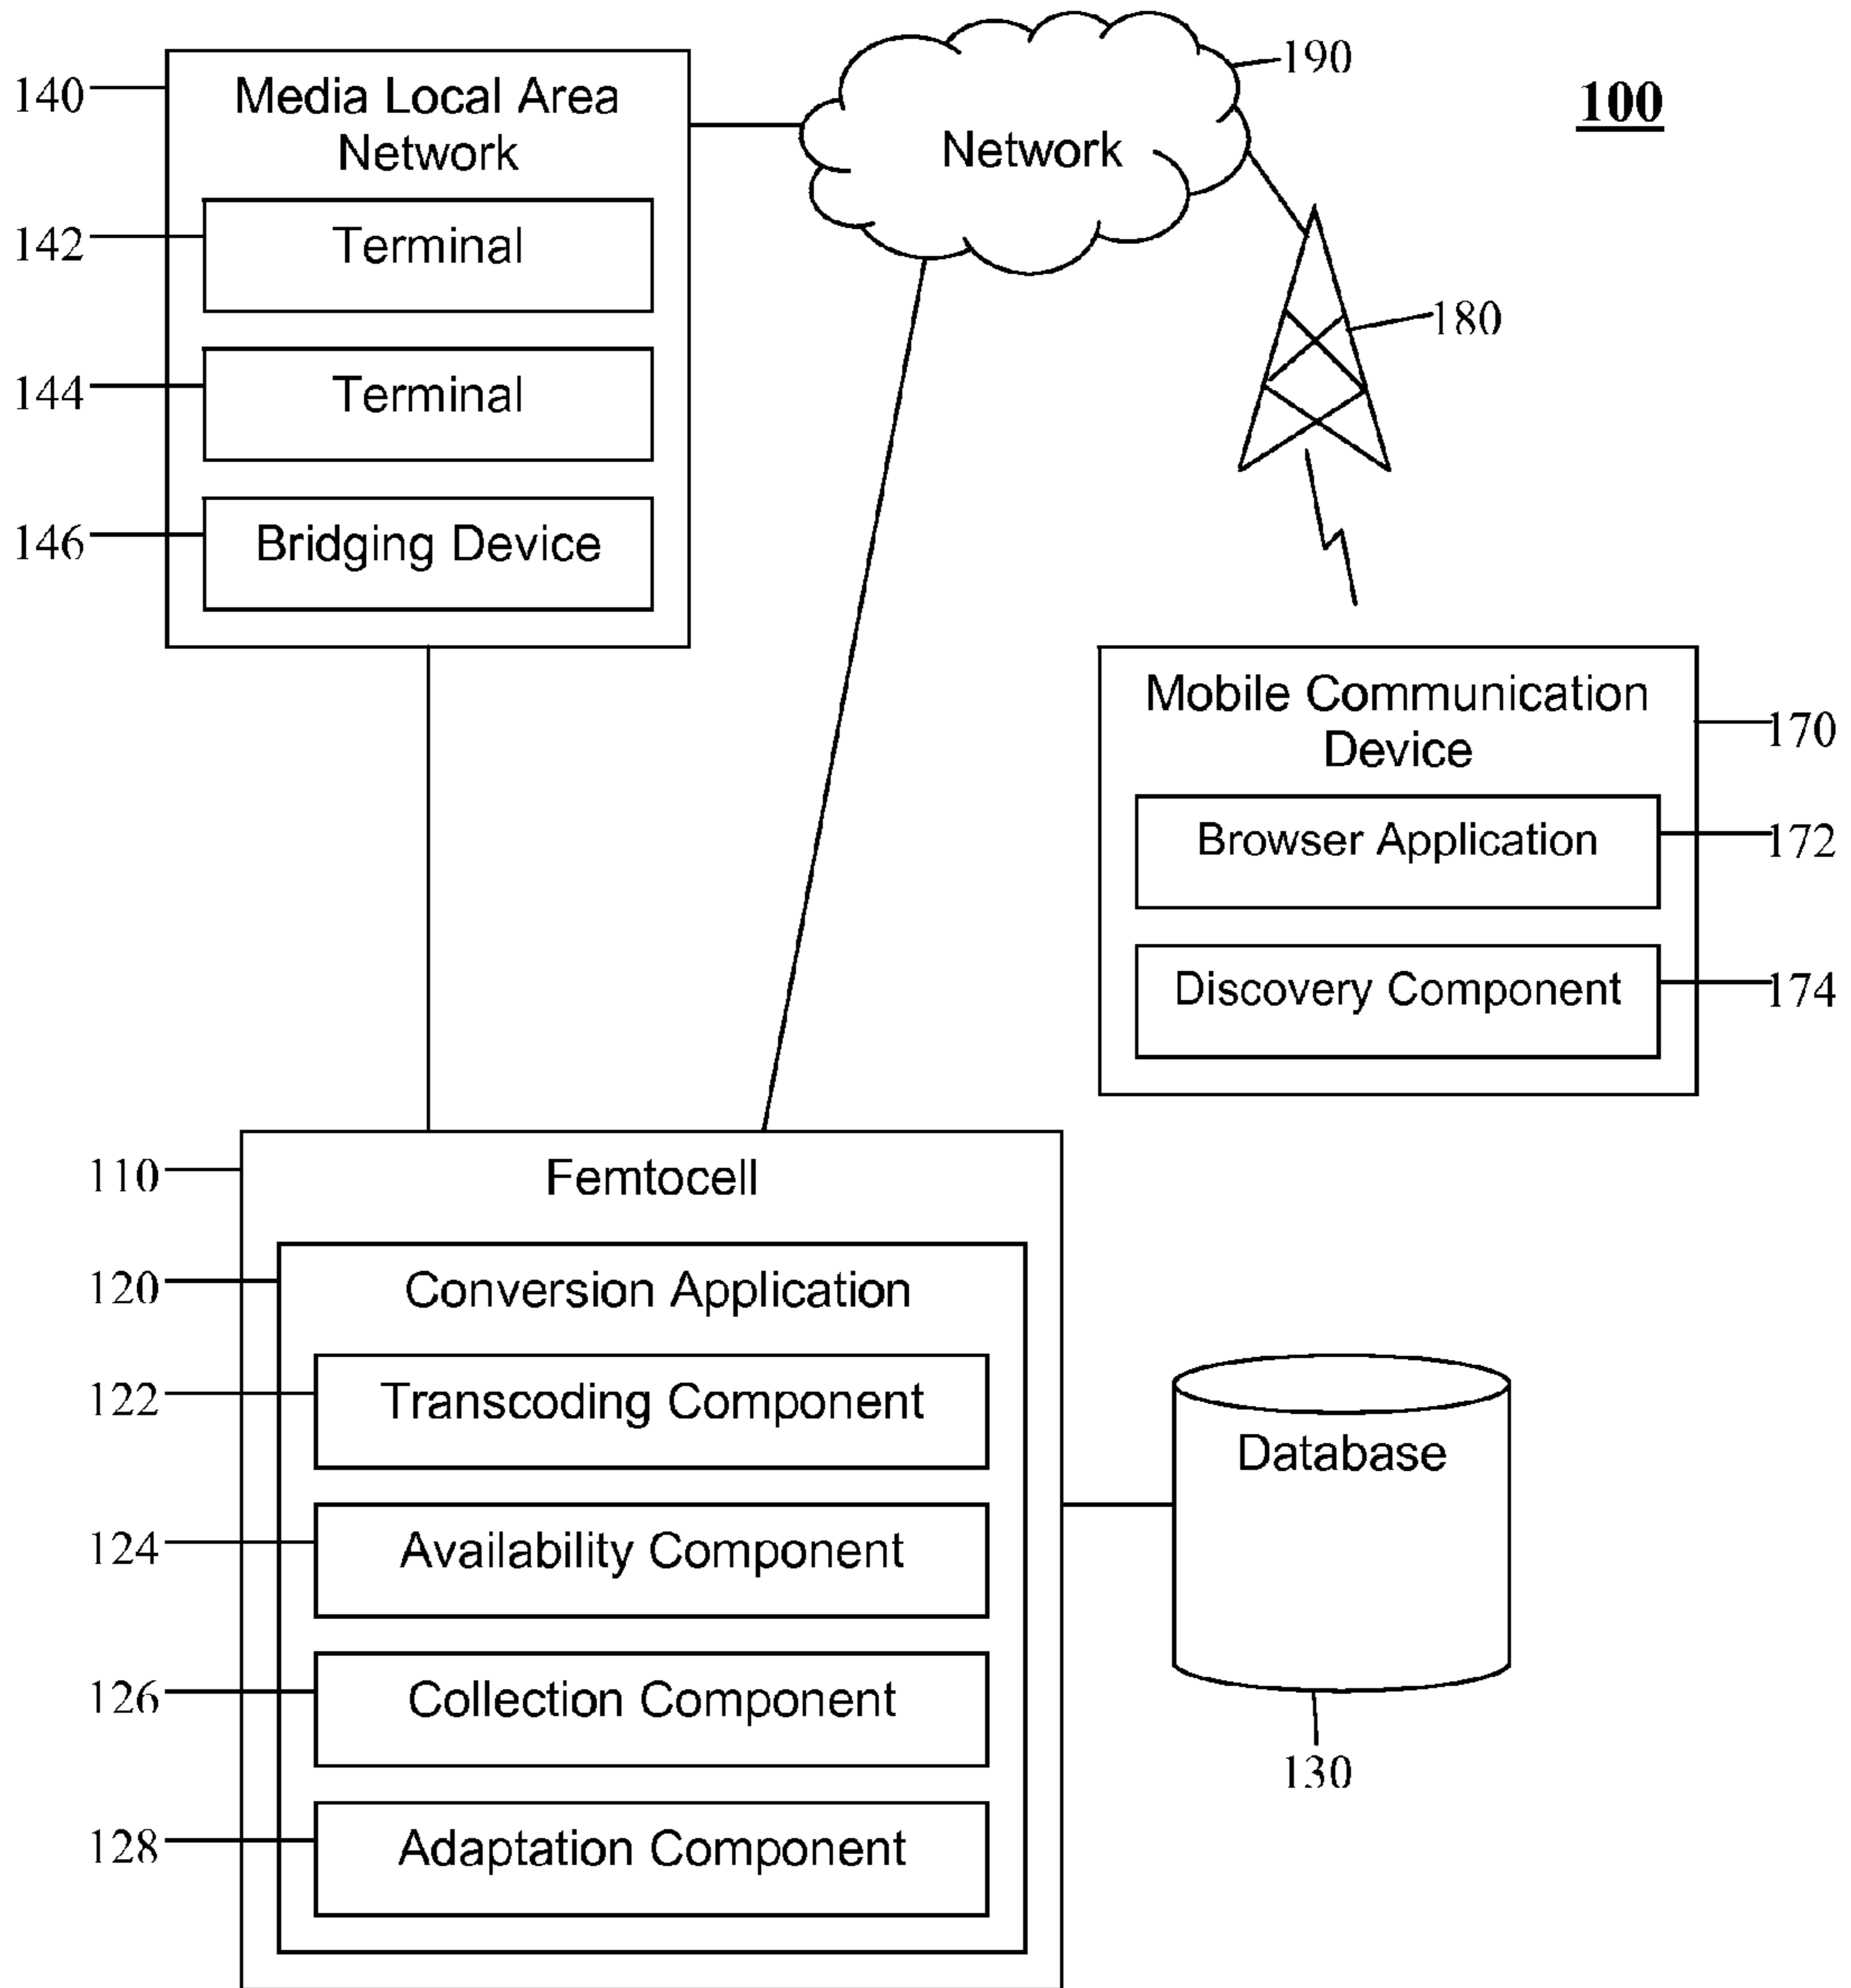 190
100
140
Media Local Area
Network
Network
142
Terminal
180
144
Terminal
146
Bridging Device
Mobile Communication
Device
170
Browser Application
172
Discovery Component
174
110
Femtocell
120
Conversion Application
122
Transcoding Component
Database
124
Availability Component
126
Collection Component
130
128
Adaptation Component